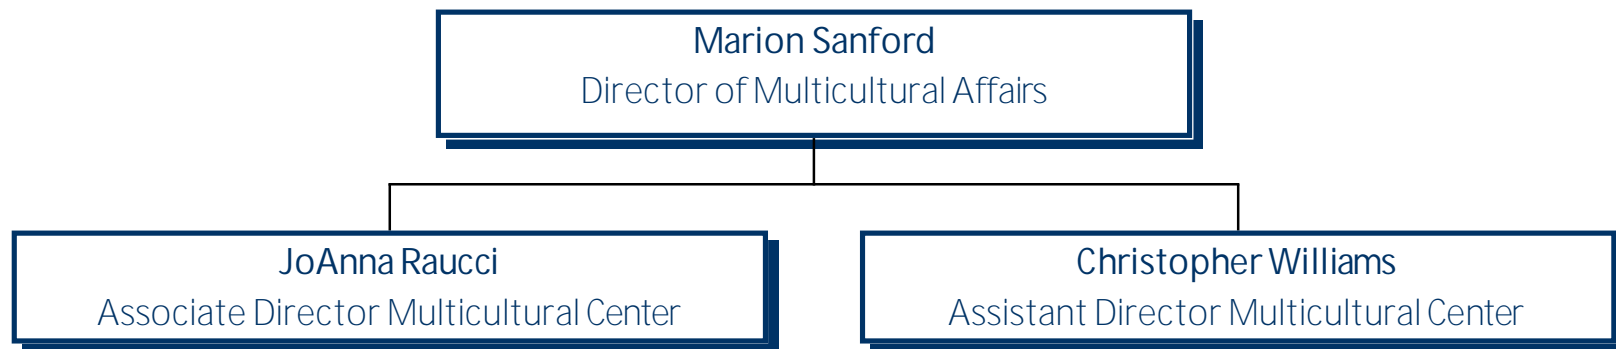 Marion Sanford
Director of Multicultural Affairs
JoAnna Raucci
Associate Director Multicultural Center
Christopher Williams
Assistant Director Multicultural Center